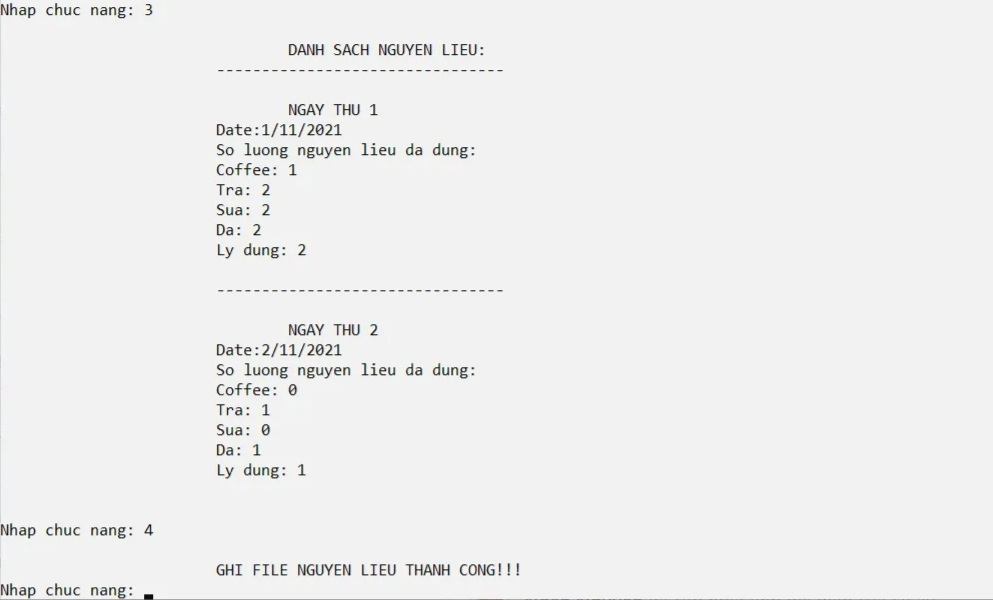 Nhap chuc nang: 3
DANH SACH NGUYEN LIEU:
--------------------------------
NGAY THU 1
Date:1/11/2021
So luong nguyen lieu da dung:
Coffee: 1
Tra: 2
Sua: 2
Da: 2
Ly dung: 2
--------------------------------
NGAY THU 2
Date:2/11/2021
So luong nguyen lieu da dung:
Coffee: 0
Tra: 1
Sua: 0
Da: 1
Ly dung: 1
Nhap chuc nang: 4
GHI FILE NGUYEN LIEU THANH CONG!!!
Nhap chuc nang: